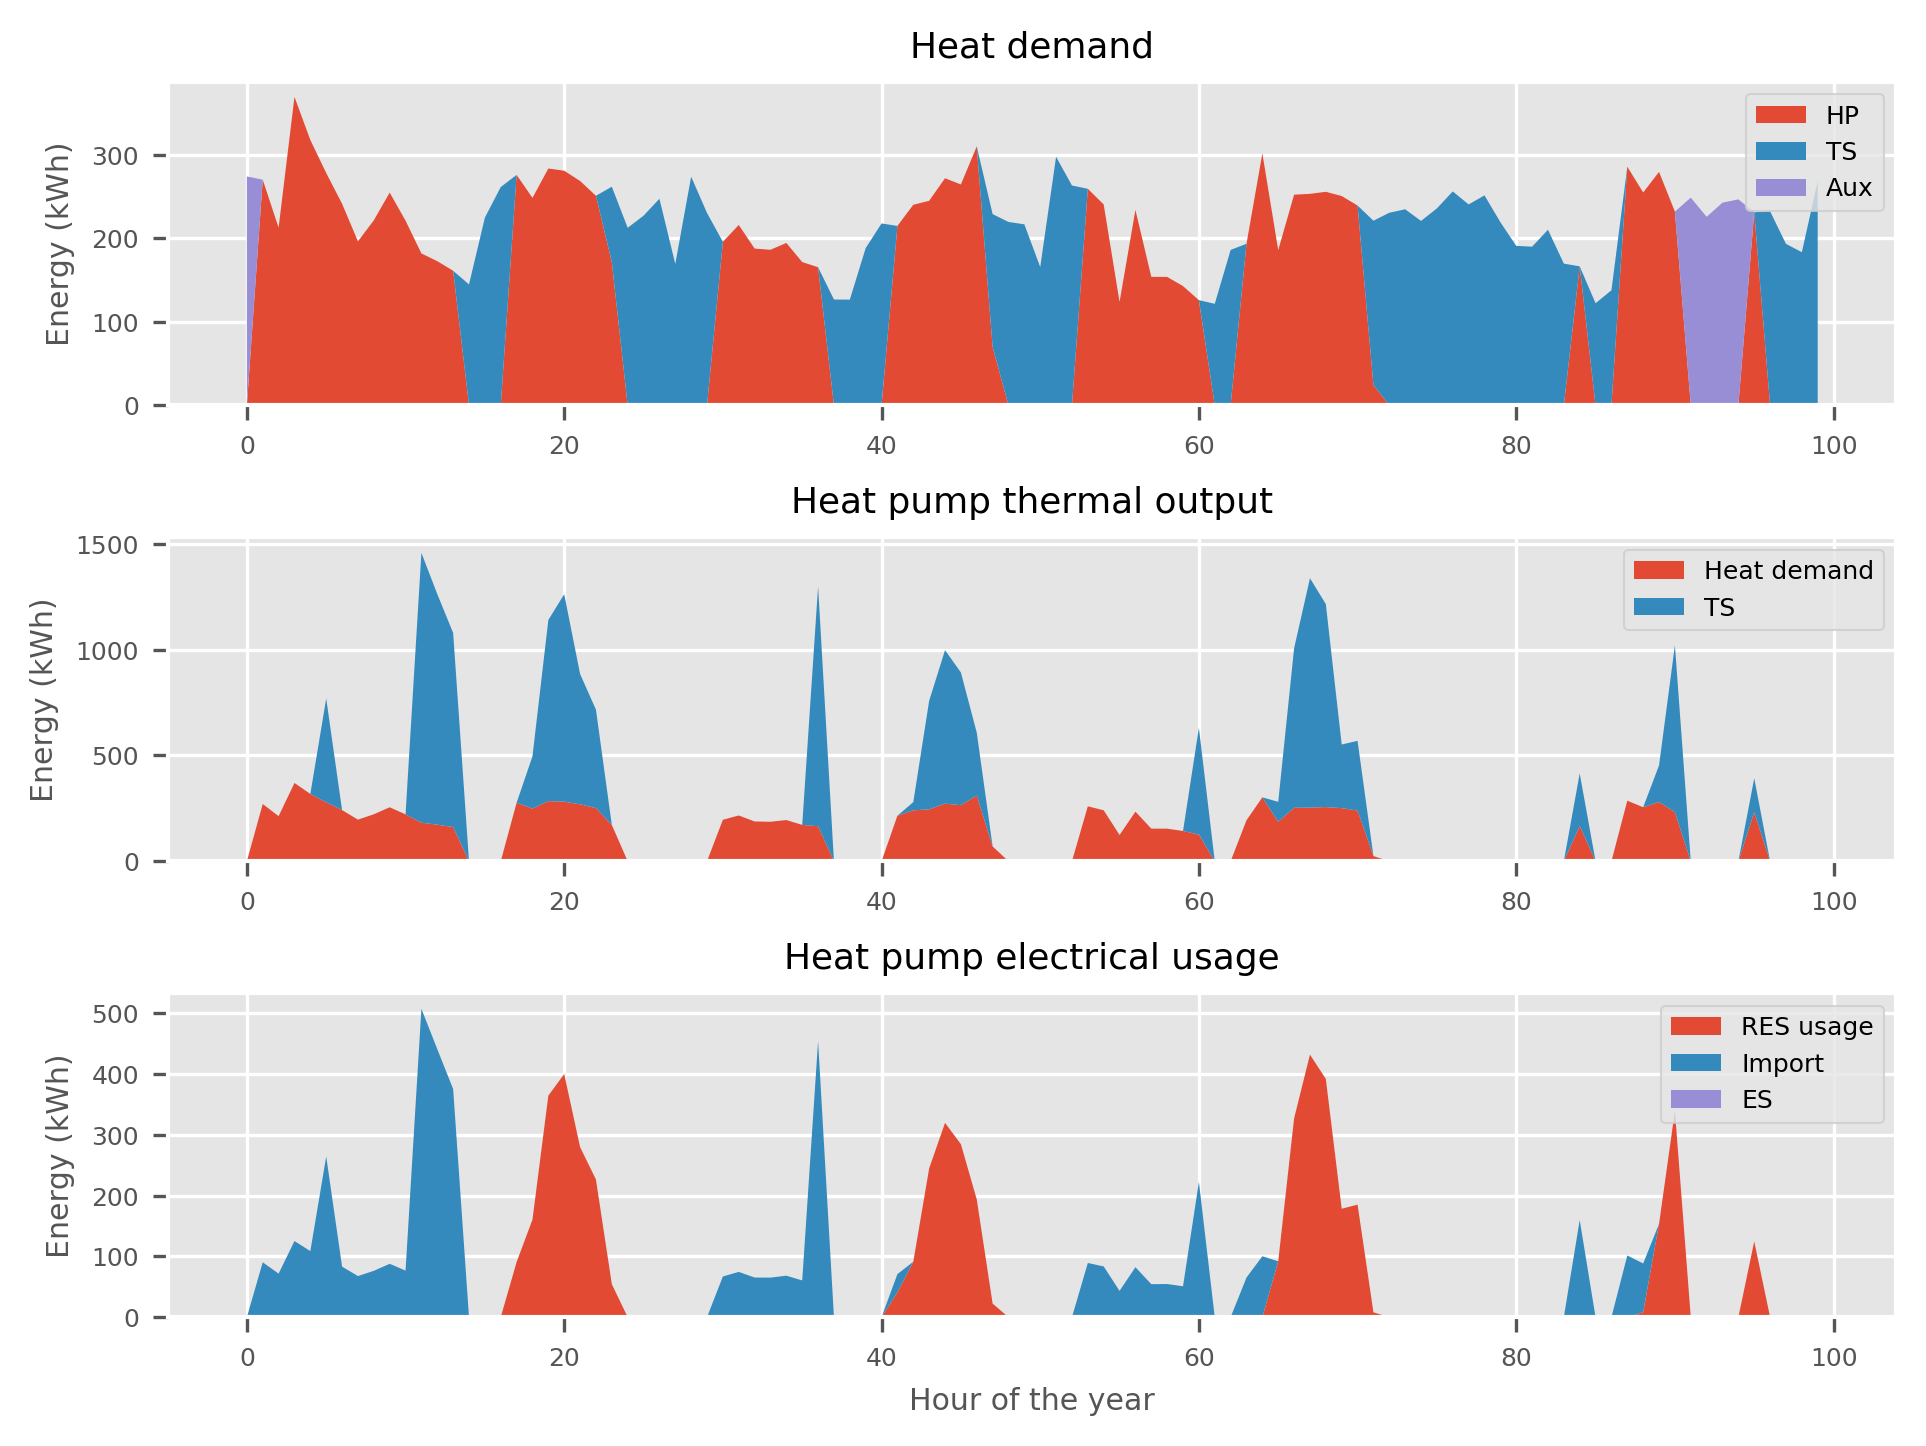 Heat demand
Energy (kWh)
300
200
100
0
HP
TS
Aux
0 20 40 60 80 100
Heat pump thermal output
Energy (kWh)
1500
1000
500
0
Heat demand
TS
0 20 40 60 80 100
Heat pump electrical usage
Energy (kWh)
500
400
300
200
100
0
RES usage
Import
ES
0 20 40 60 80 100
Hour of the year